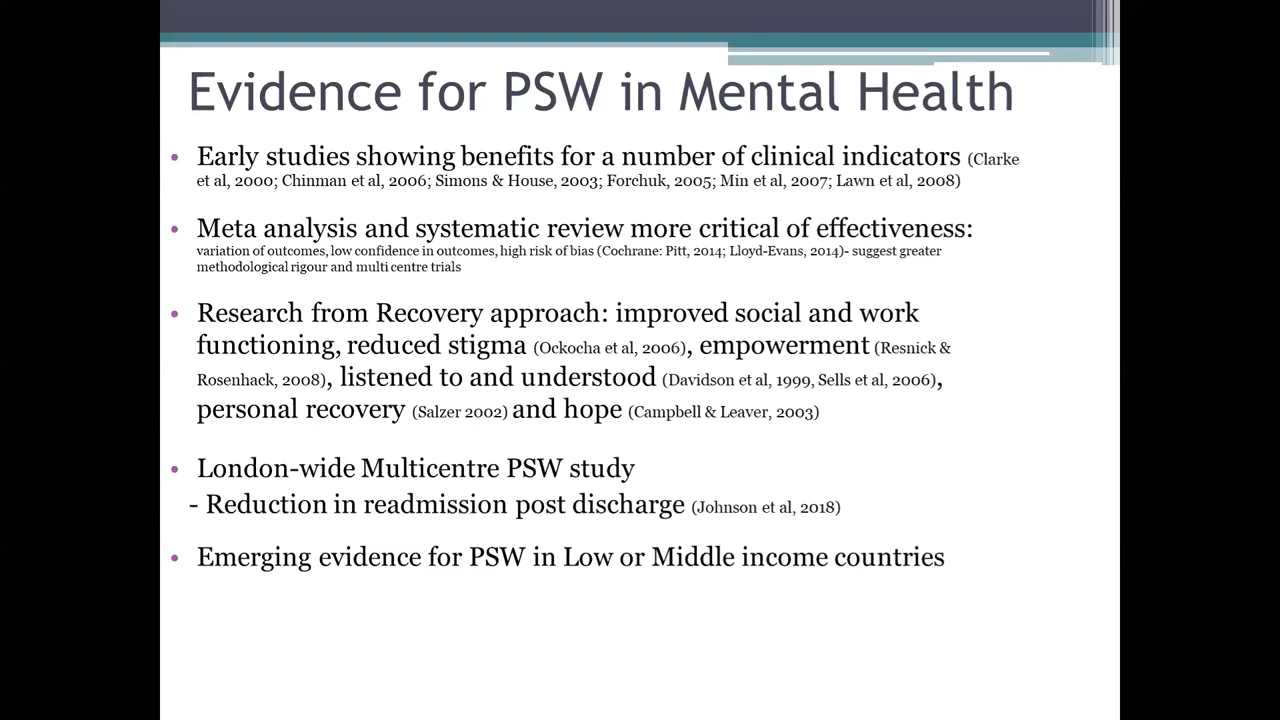 Evidence for PSW in Mental Health
• Early studies showing benefits for a number of clinical indicators (Clarke
et al, 2000; Chinman et al, 2006; Simons & House, 2003; Forchuk, 2005; Min et al, 2007; Lawn et al, 2008)
• Meta analysis and systematic review more critical of effectiveness:
variation of outcomes, low confidence in outcomes, high risk of bias (Cochrane: Pitt, 2014; Lloyd-Evans, 2014)- suggest greater
methodological rigour and multi centre trials
• Research from Recovery approach: improved social and work
functioning, reduced stigma (Ockocha et al, 2006), empowerment (Resnick &
Rosenhack, 2008), listened to and understood (Davidson et al, 1999, Sells et al, 2006),
personal recovery (Salzer 2002) and hope (Campbell & Leaver, 2003)
• London-wide Multicentre PSW study
- Reduction in readmission post discharge (Johnson et al, 2018)
• Emerging evidence for PSW in Low or Middle income countries